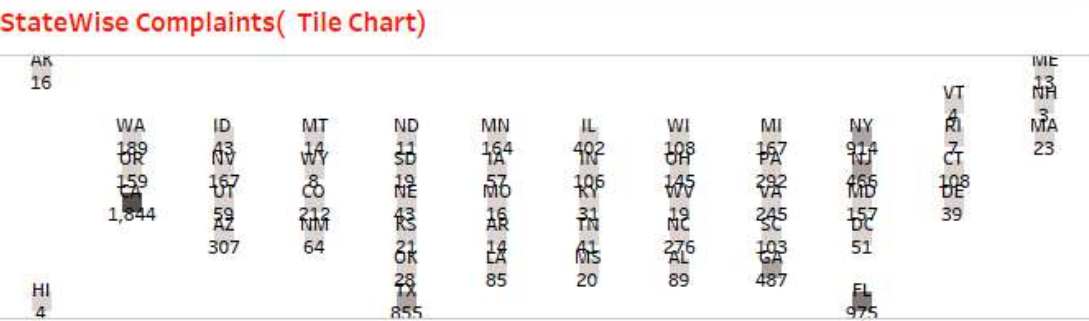 StateWise Complaints( Tile Chart)
AK ME
16 13
VT NH
4 3
WA ID MT ND MN IL WI MI NY RI MA
189 43 14 11 164 402 108 167 914 7 23
OR NV WY SD IA IN OH PA NJ CT
159 167 8 19 57 106 145 292 466 108
CA UT CO NE MO KY WV VA MD DE
1,844 59 212 43 16 31 19 245 157 39
AZ NM KS AR TN NC SC DC
307 64 21 14 41 276 103 51
OK LA MS AL GA
28 85 20 89 487
HI TX FL
4 855 975